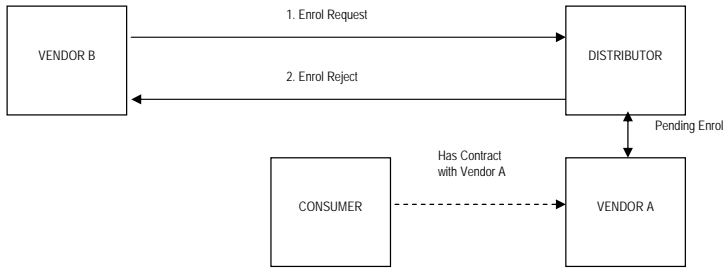 1. Enrol Request
VENDOR B
DISTRIBUTOR
2. Enrol Reject
Pending Enrol
Has Contract
with Vendor A
CONSUMER
VENDOR A